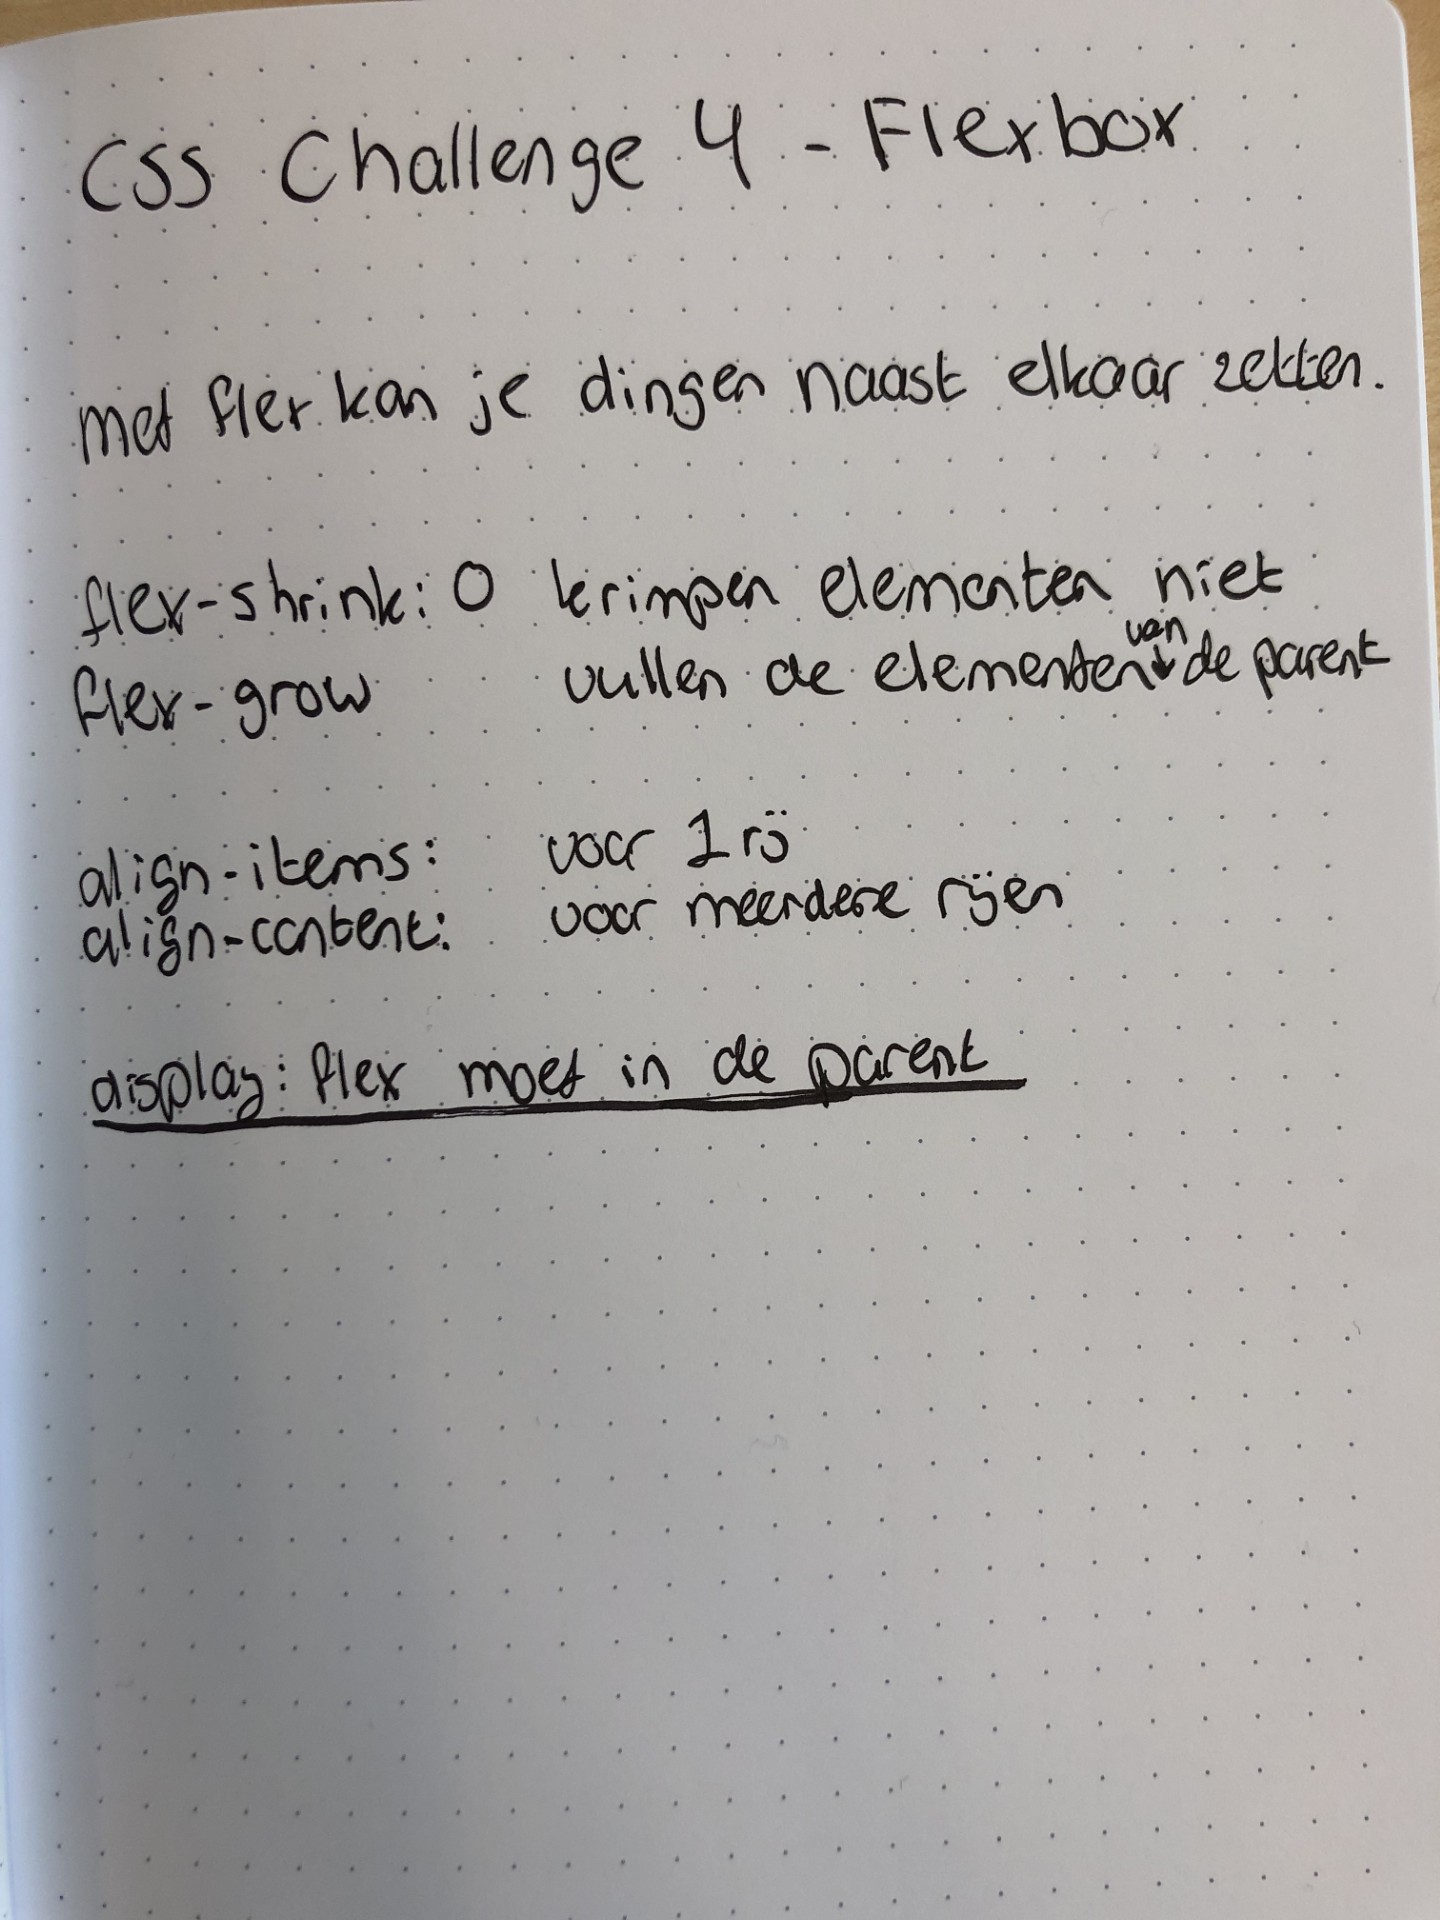 CSS Challenge 4 - Flexbox
met flex kan je dingen naast elkaar zetten.
flex-shrink: 0 krimpen elementen niet
flex-grow vullen de elementen van de parent
align-items: voor 1 rij
align-content: voor meerdere rijen
display: flex moet in de parent